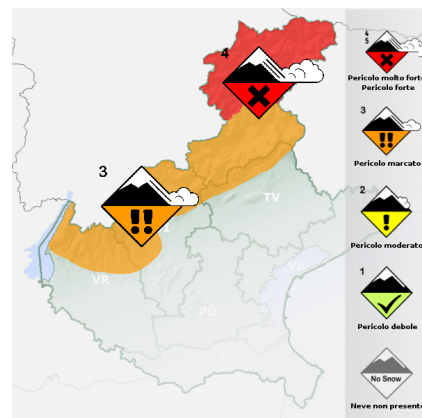 4
3
TV
VR
PD
4
5
Pericolo molto forte
Pericolo forte
3
Pericolo marcato
2
Pericolo moderato
1
Pericolo debole
No Snow
Neve non presente